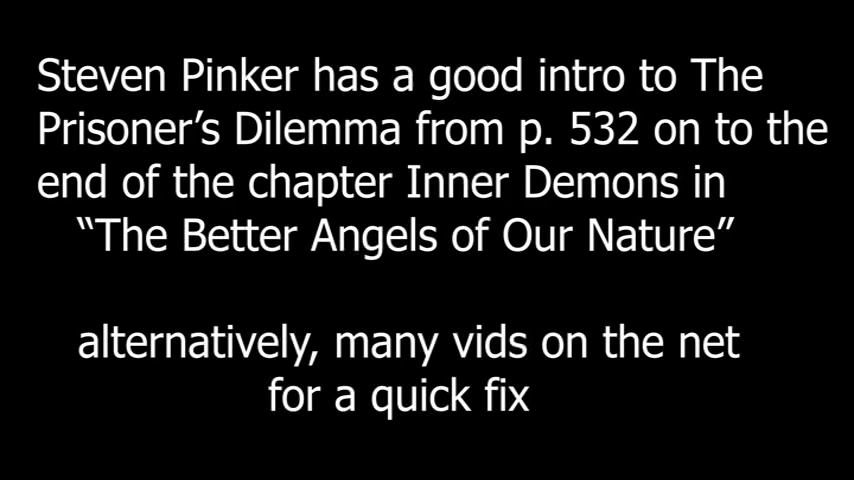 Steven Pinker has a good intro to The
Prisoner’s Dilemma from p. 532 on to the
end of the chapter Inner Demons in
“The Better Angels of Our Nature”
alternatively, many vids on the net
for a quick fix